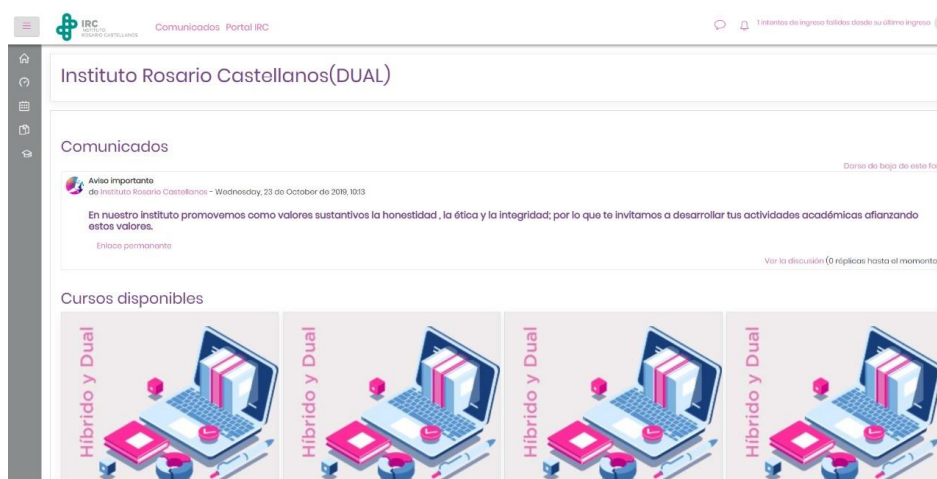 IRC
INSTITUTO
ROSARIO CASTELLANOS
Comunicados Portal IRC
1 intentos de ingreso fallidos desde su último ingreso
Instituto Rosario Castellanos(DUAL)
Comunicados
Darse de baja de este fo
Aviso importante
de Instituto Rosario Castellanos - Wednesday, 23 de October de 2019, 10:13
En nuestro instituto promovemos como valores sustantivos la honestidad , la ética y la integridad; por lo que te invitamos a desarrollar tus actividades académicas afianzando
estos valores.
Enlace permanente
Ver la discusión (0 réplicas hasta el momento
Cursos disponibles
Híbrido y Dual
Híbrido y Dual
Híbrido y Dual
Híbrido y Dual